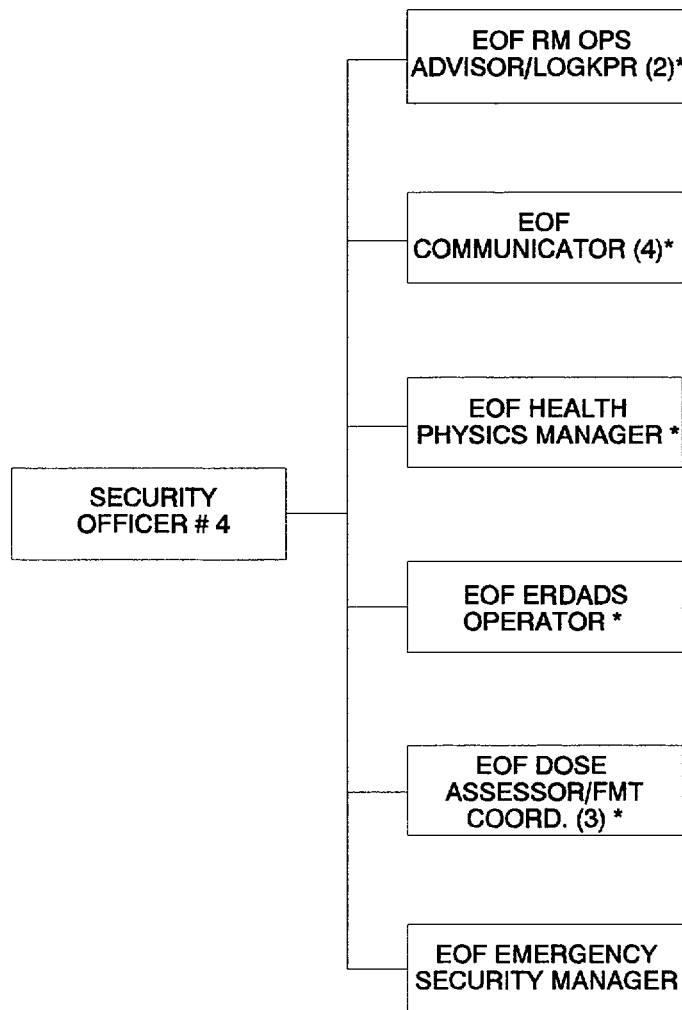 EOF RM OPS
ADVISOR/LOGKPR (2)*
EOF
COMMUNICATOR (4)*
EOF HEALTH
PHYSICS MANAGER *
SECURITY
OFFICER # 4
EOF ERDADS
OPERATOR *
EOF DOSE
ASSESSOR/FMT
COORD. (3) *
EOF EMERGENCY
SECURITY MANAGER